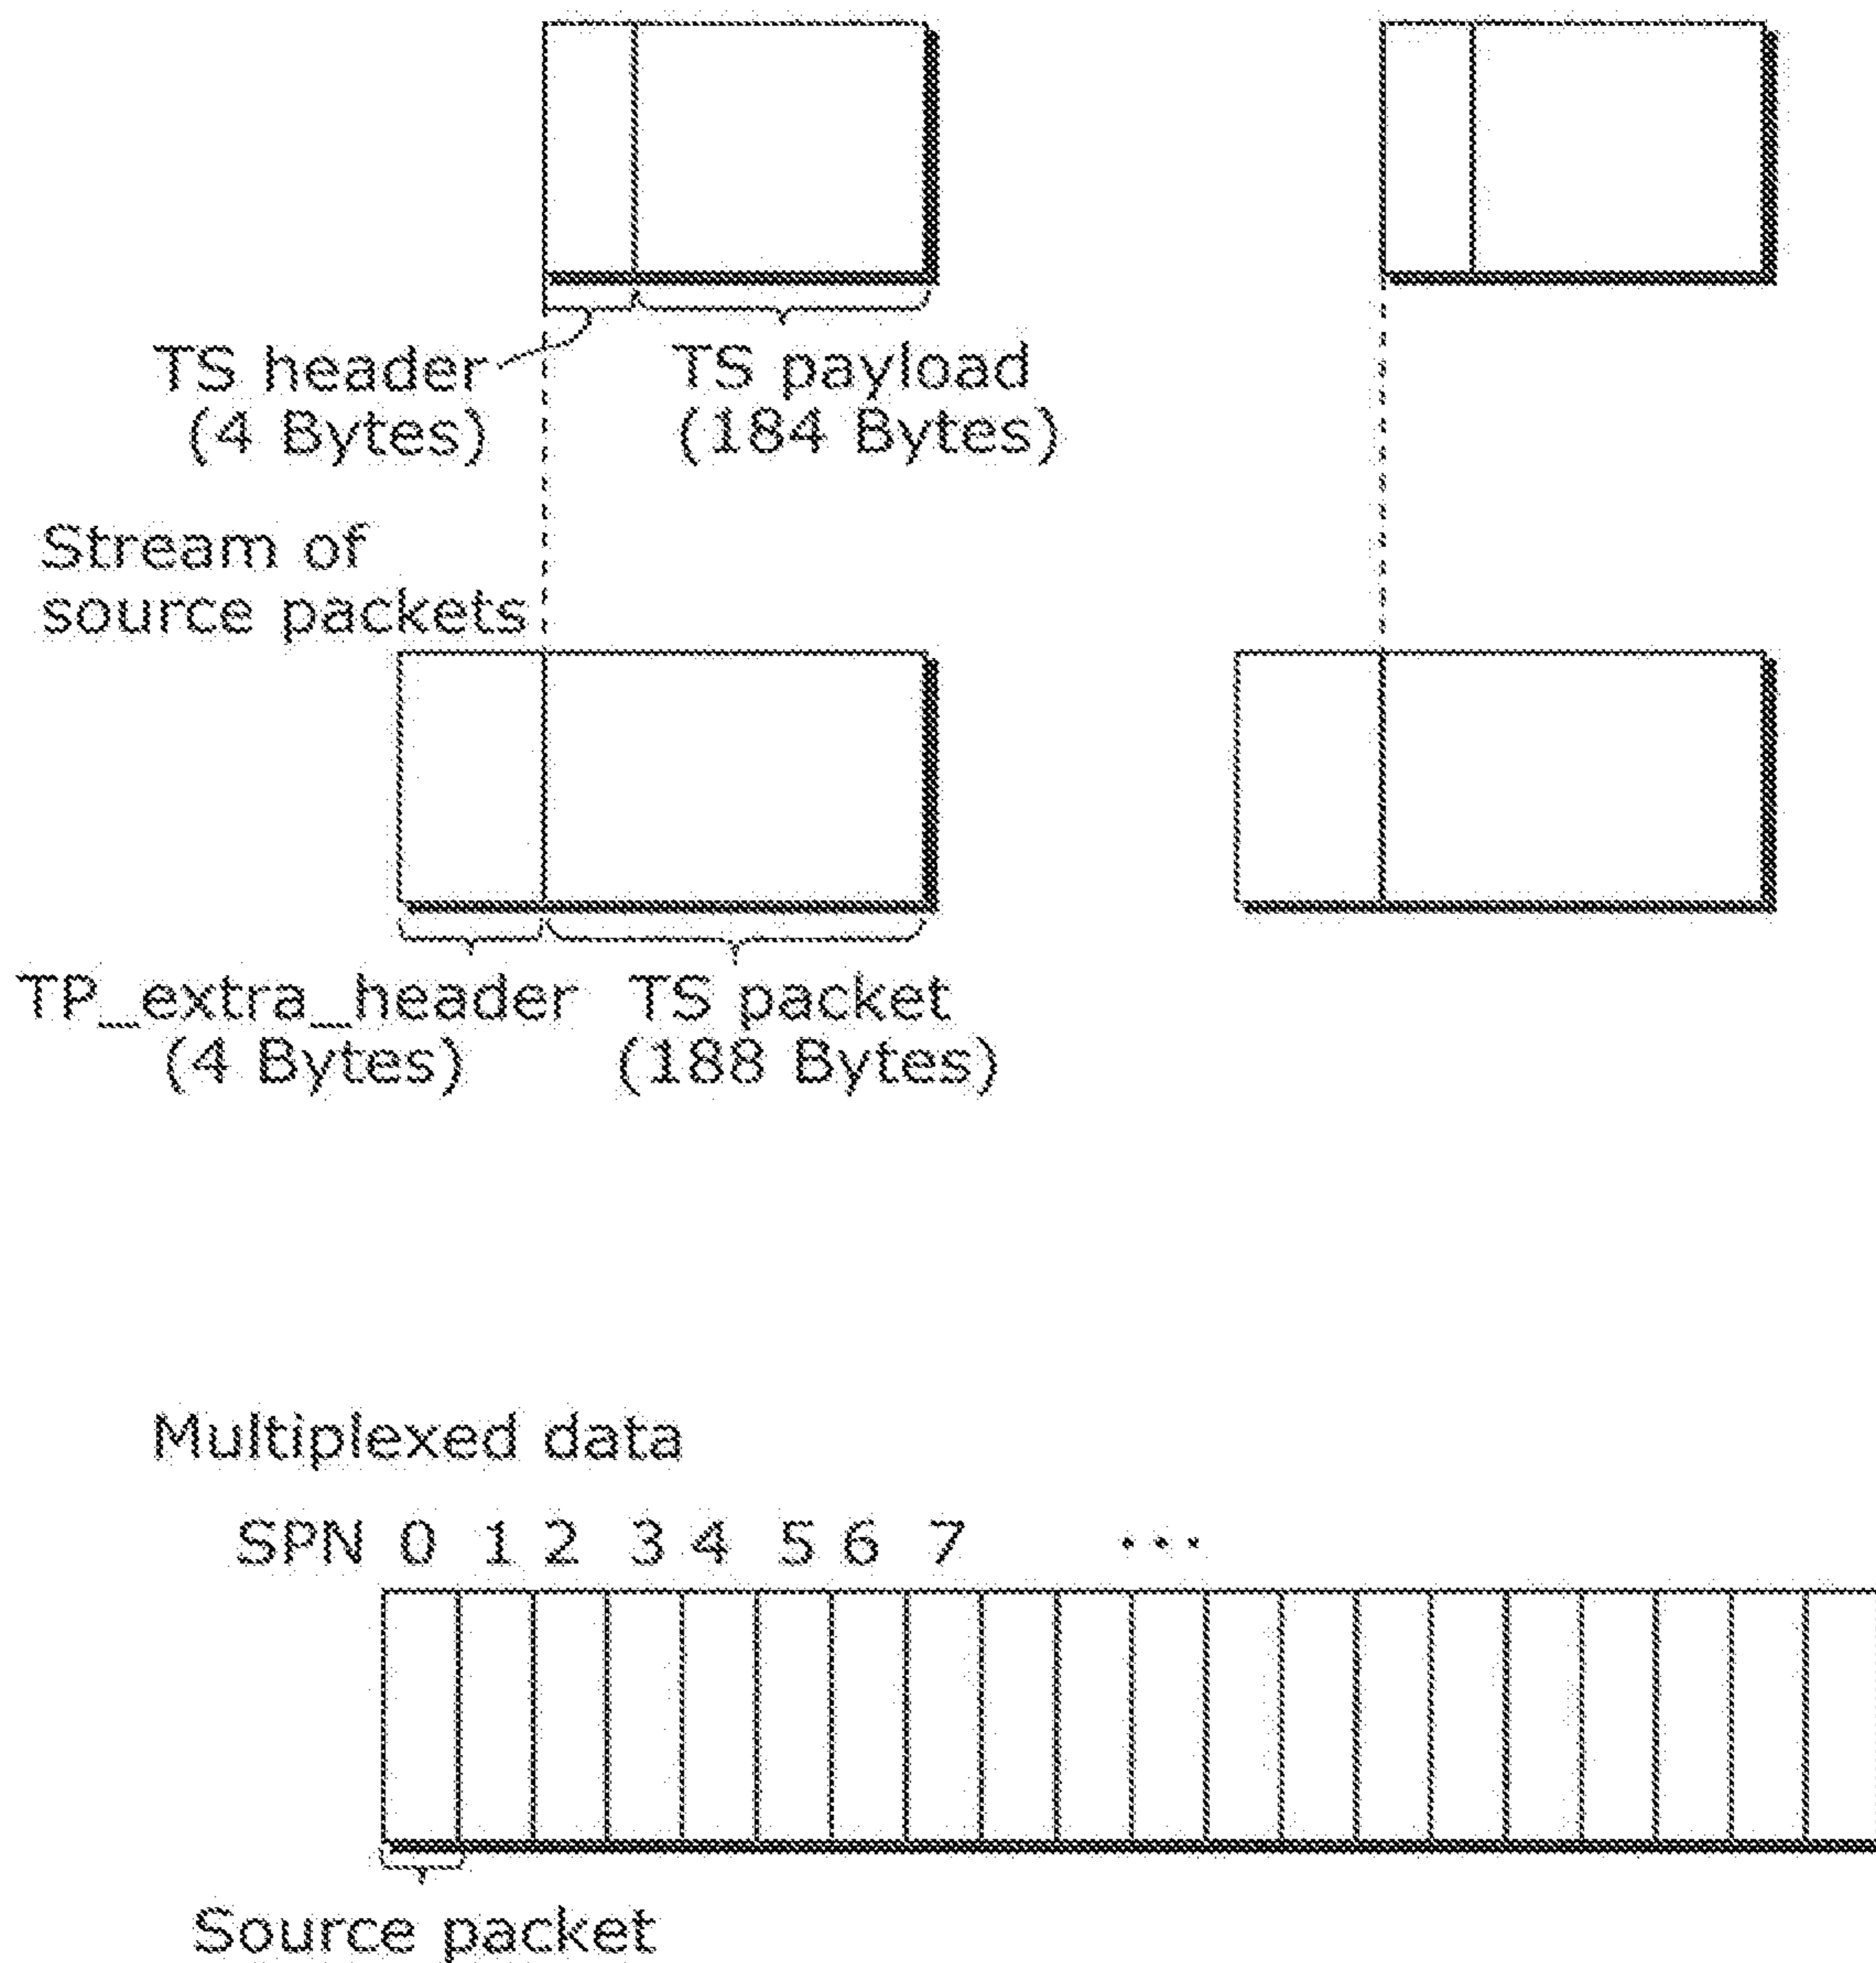 TS header
(4 Bytes)
TS payload
(184 Bytes)
Stream of
source packets
TP_extra_header
(4 Bytes)
TS packet
(188 Bytes)
Multiplexed data
SPN 0 1 2 3 4 5 6 7 ...
Source packet